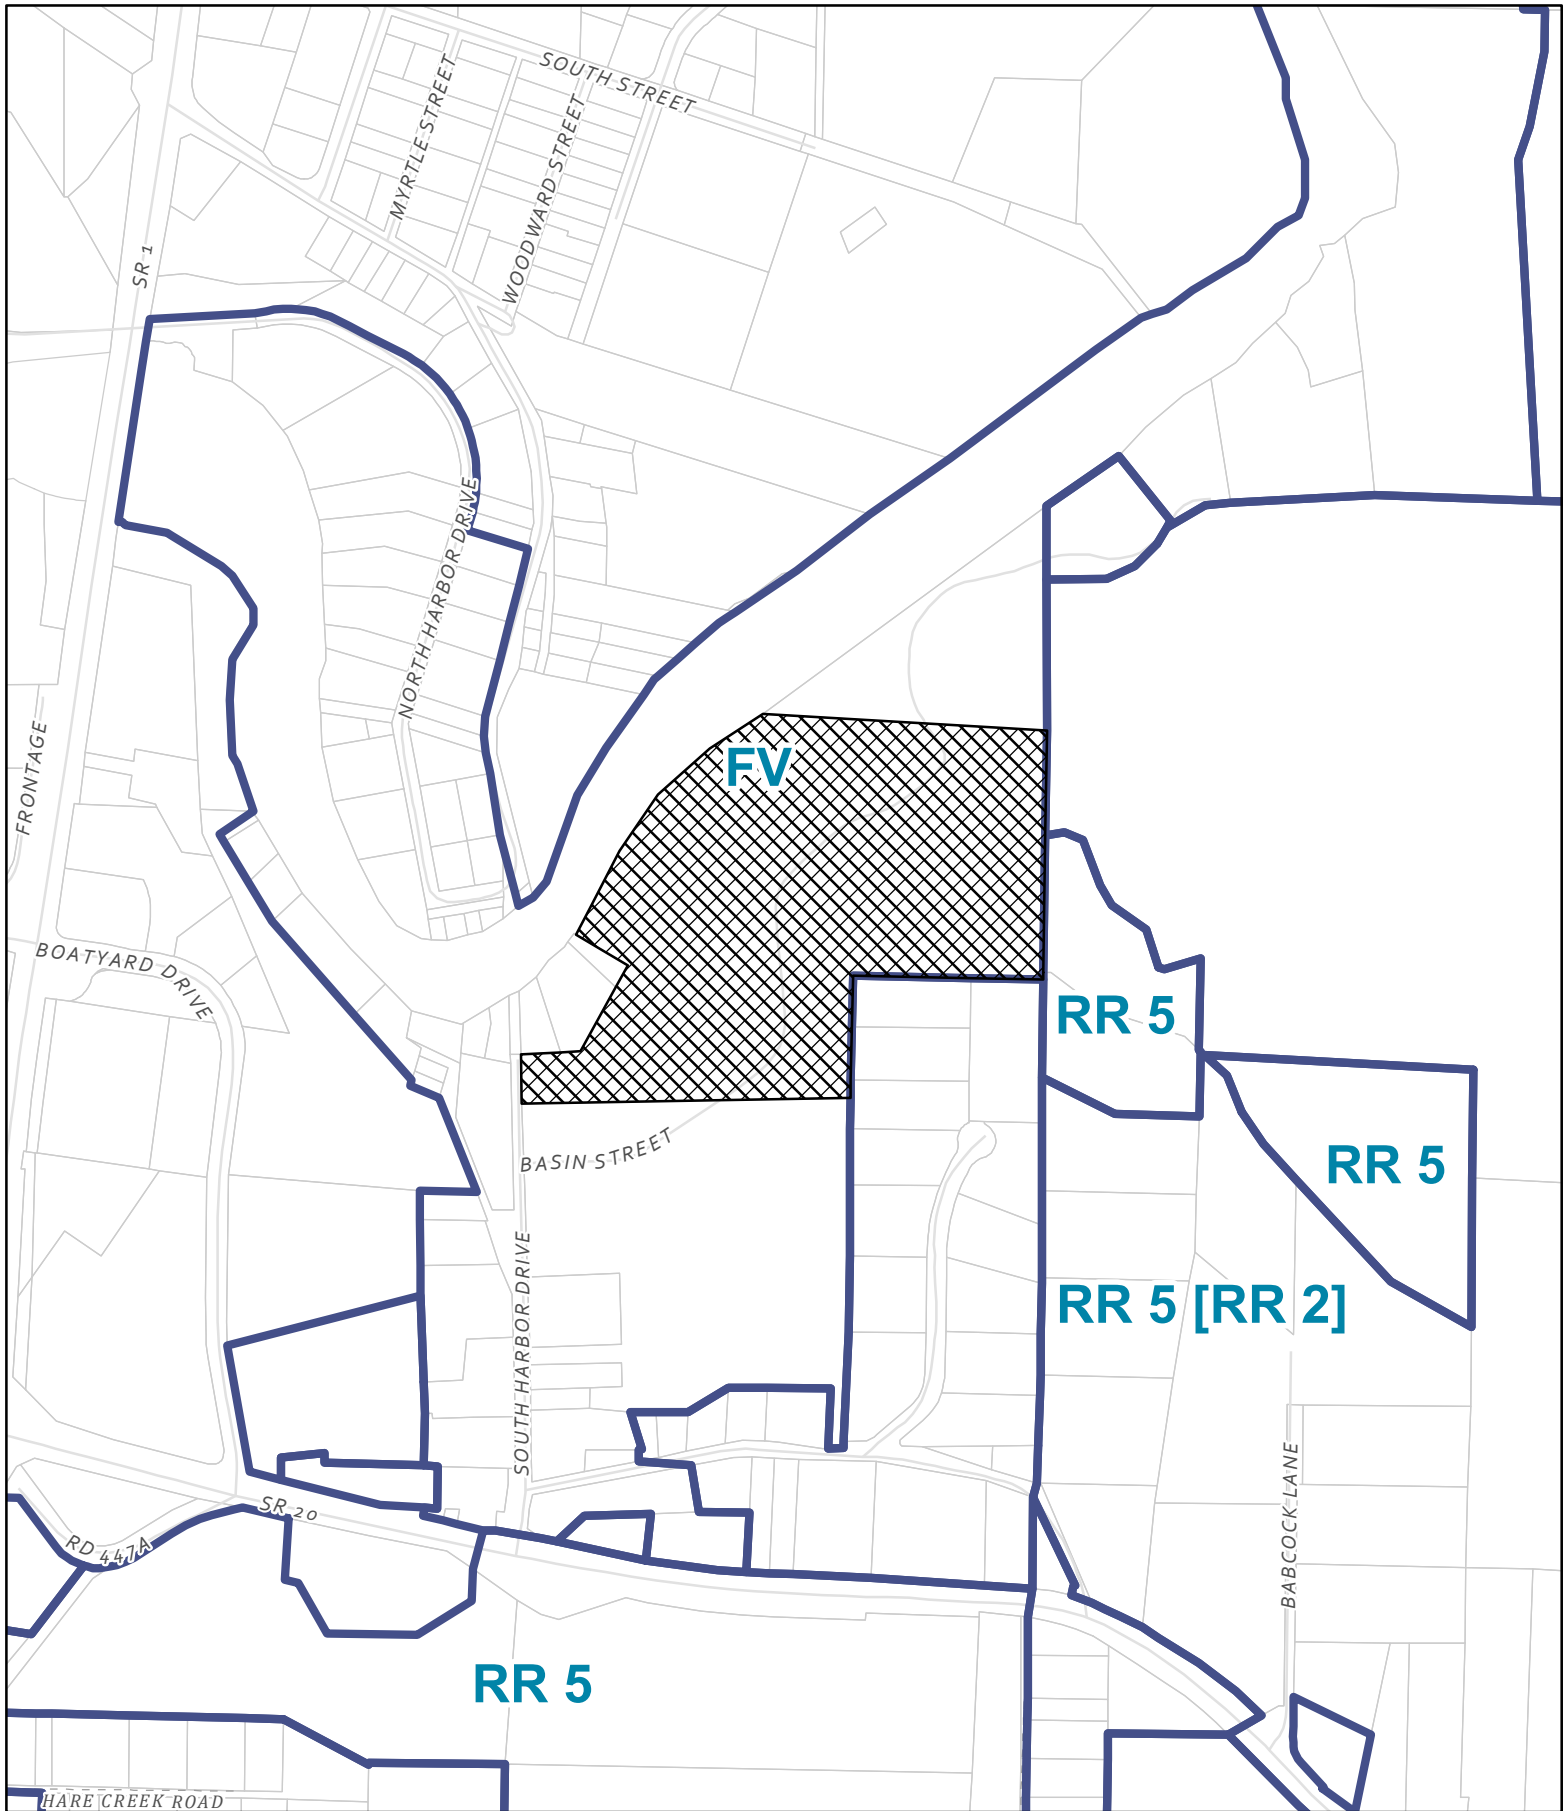 SOUTH STREET
MYRTLE STREET
WOODWARD STREET
SR 1
NORTH HARBOR DRIVE
FRONTAGE
FV
BOATYARD DRIVE
RR 5
BASIN STREET
RR 5
SOUTH HARBOR DRIVE
RR 5 [RR 2]
BABCOCK LANE
SR 20
RD 447A
RR 5
HARE CREEK ROAD